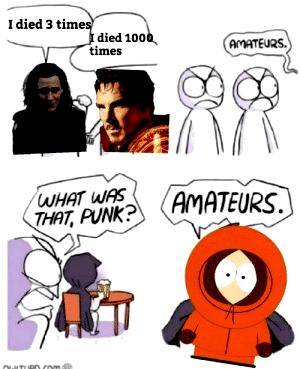 I died 3 times
I died 1000
times
AMATEURS.
WHAT WAS
THAT, PUNK?
AMATEURS.